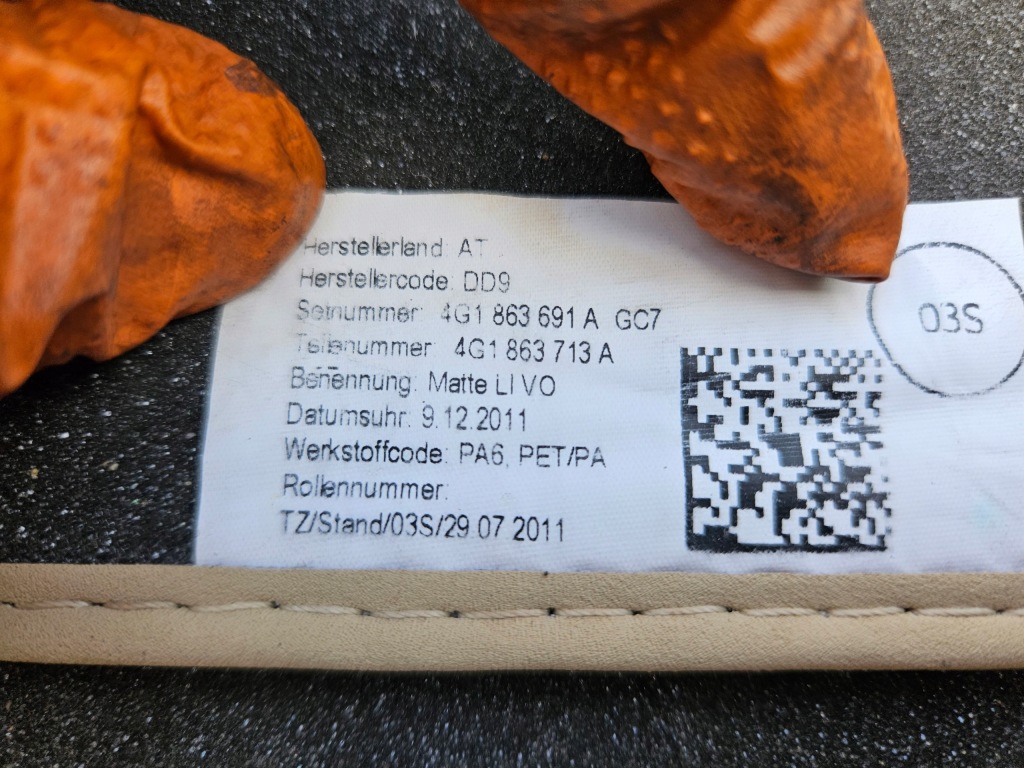 Herstellerland: AT
Herstellercode: DD9
Setnummer: 4G1 863 691 A GC7
Teilenummer: 4G1 863 713 A
Benennung: Matte LI VO
Datumsuhr: 9.12.2011
Werkstoffcode: PA6, PET/PA
Rollennummer:
TZ/Stand/03S/29.07.2011
03S